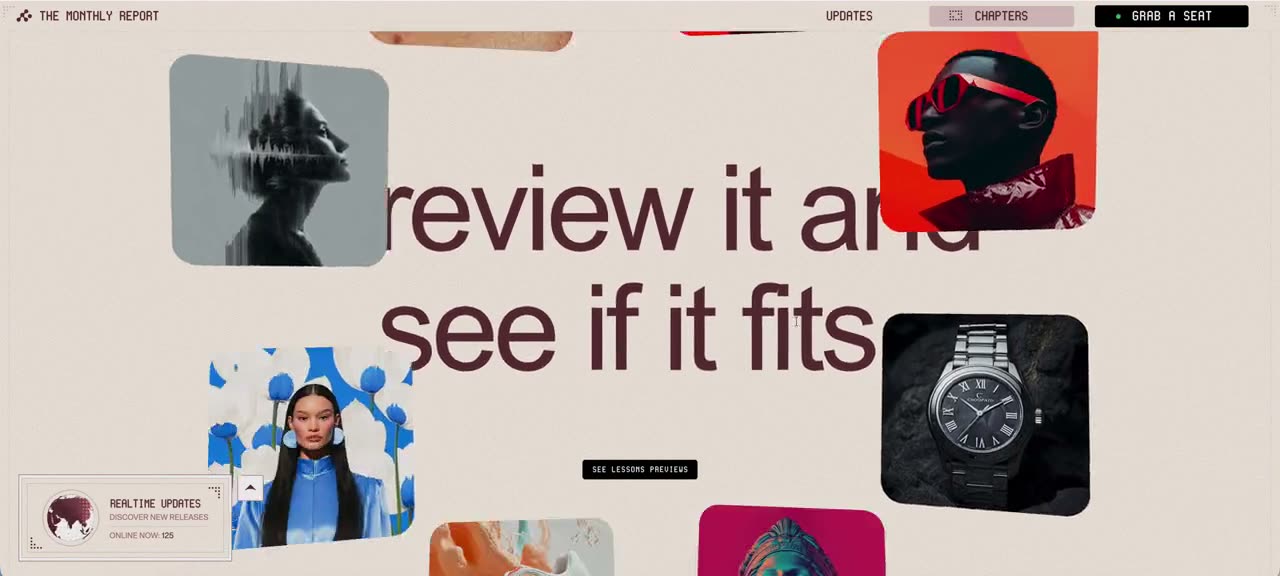 THE MONTHLY REPORT
UPDATES
CHAPTERS
GRAB A SEAT
review it and
see if it fits
SEE LESSONS PREVIEWS
REALTIME UPDATES
DISCOVER NEW RELEASES
ONLINE NOW: 125
XII